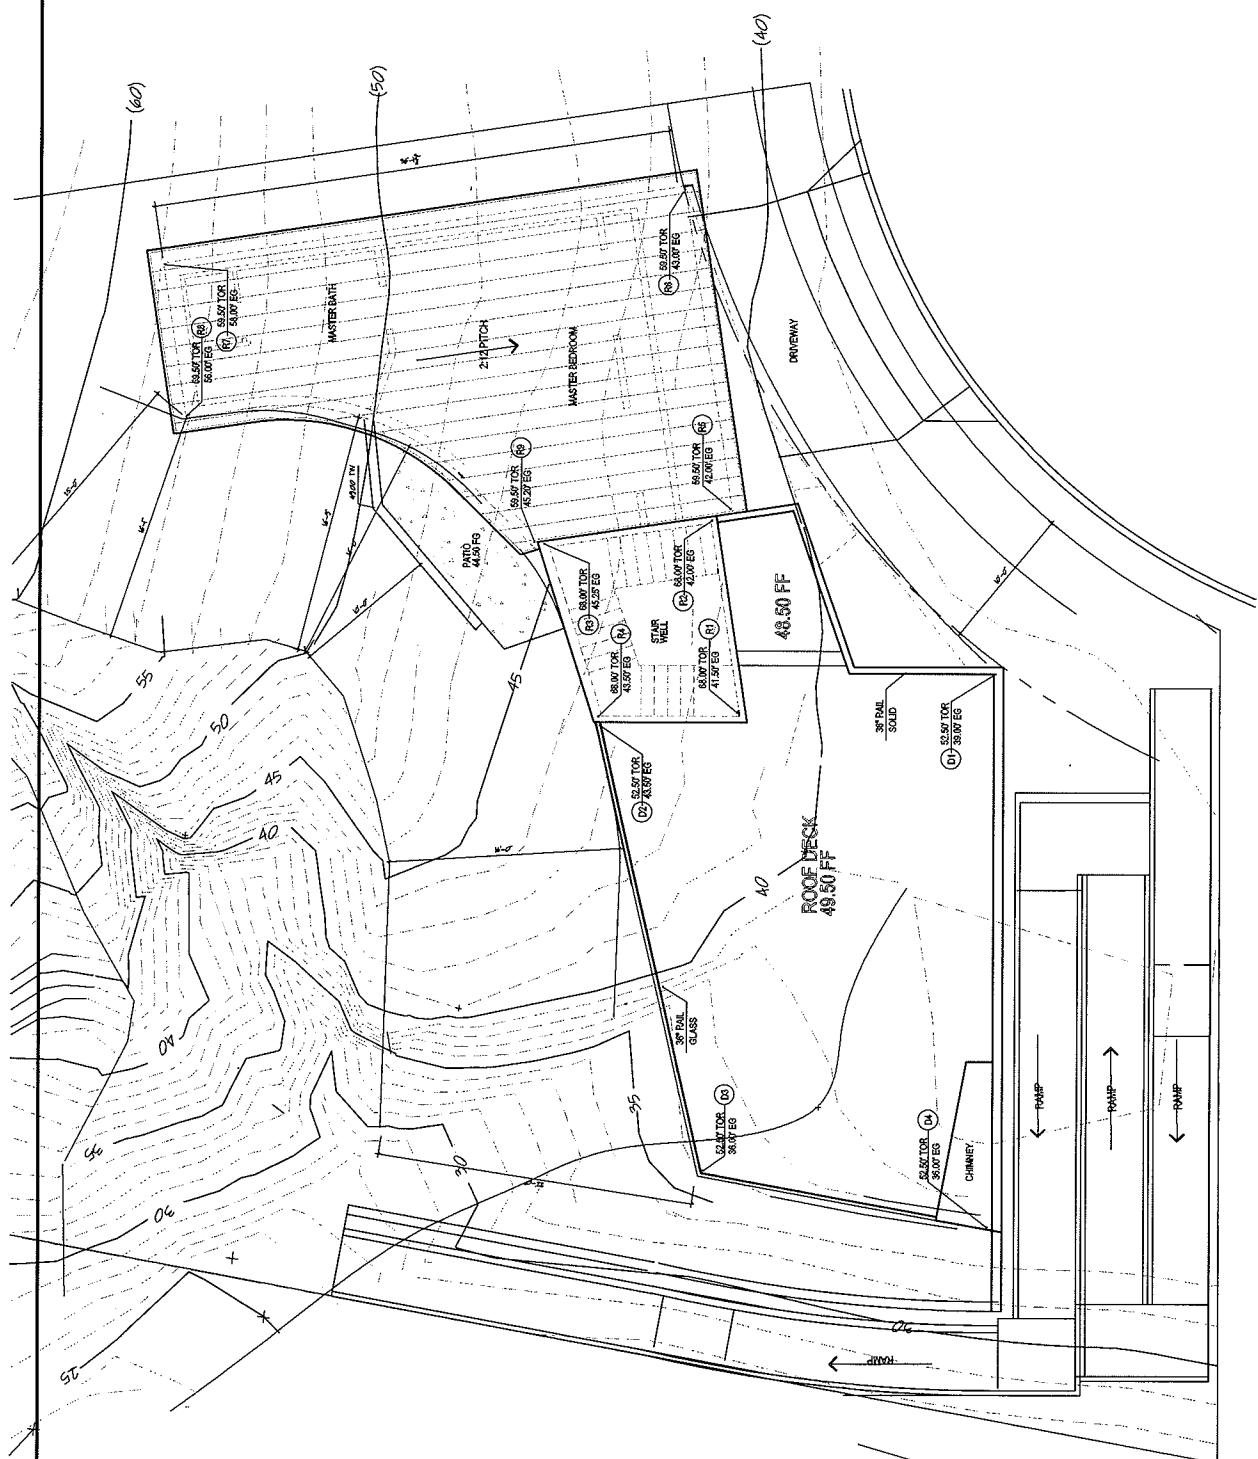 (60)
(50)
(40)
59.50' TOR
58.00' EG
R7
59.50' TOR
56.00' EG
R8
MASTER BATH
2:12 PITCH
MASTER BEDROOM
59.50' TOR
43.00' EG
R6
DRIVEWAY
59.50' TOR
45.20' EG
R9
59.50' TOR
42.00' EG
R5
PATIO
44.50 FG
68.00' TOR
45.25' EG
R3
68.00' TOR
43.50' EG
R4
STAIR
WELL
68.00' TOR
42.00' EG
R2
68.00' TOR
41.50' EG
R1
49.50 FF
55
50
45
45
40
36" RAIL
SOLID
52.50' TOR
39.00' EG
D1
52.50' TOR
43.50' EG
D2
ROOF DECK
49.50 FF
40
36" RAIL
GLASS
40
35
35
30
30
52.00' TOR
36.00' EG
D3
52.50' TOR
36.00' EG
D4
CHIMNEY
RAMP
RAMP
RAMP
30
RAMP
25